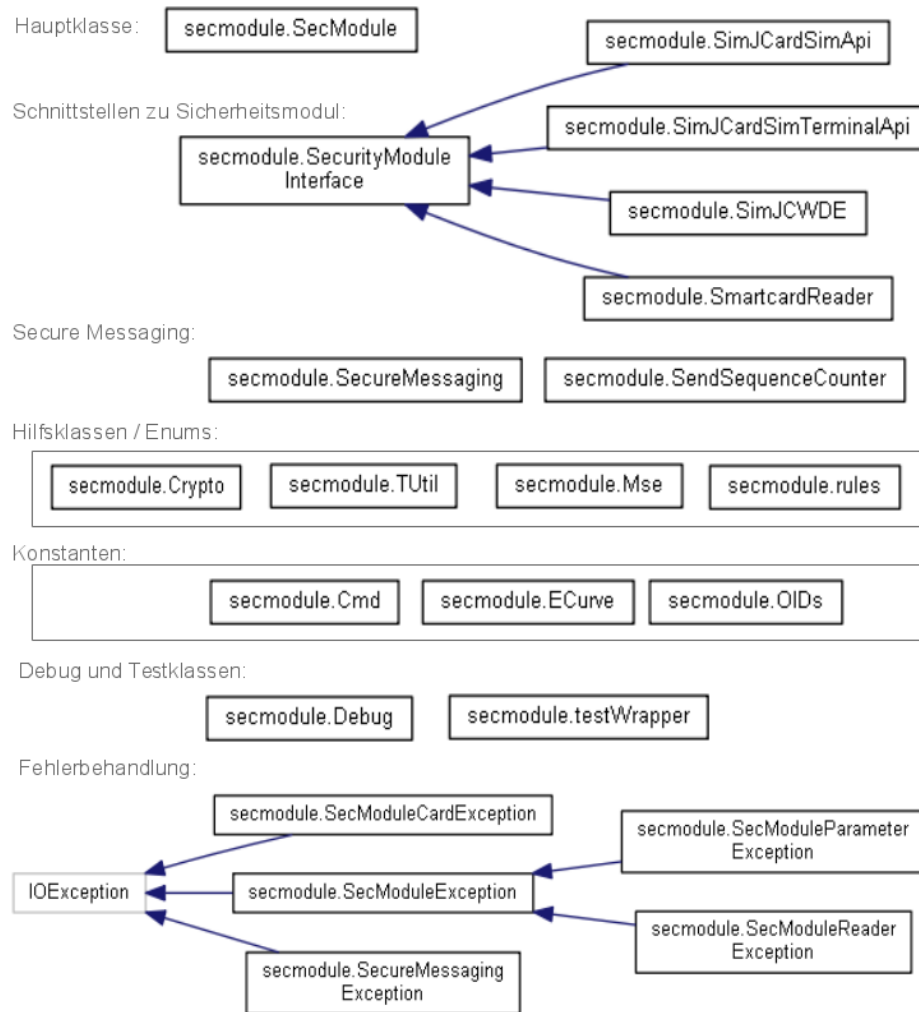 Hauptklasse:
secmodule.SecModule
secmodule.SimJCardSimApi
Schnittstellen zu Sicherheitsmodul:
secmodule.SimJCardSimTerminalApi
secmodule.SecurityModule
Interface
secmodule.SimJCWDE
secmodule.SmartcardReader
Secure Messaging:
secmodule.SecureMessaging
secmodule.SendSequenceCounter
Hilfsklassen / Enums:
secmodule.Crypto
secmodule.TUtil
secmodule.Mse
secmodule.rules
Konstanten:
secmodule.Cmd
secmodule.ECurve
secmodule.OIDs
Debug und Testklassen:
secmodule.Debug
secmodule.testWrapper
Fehlerbehandlung:
secmodule.SecModuleCardException
secmodule.SecModuleParameter
Exception
IOException
secmodule.SecModuleException
secmodule.SecModuleReader
Exception
secmodule.SecureMessaging
Exception